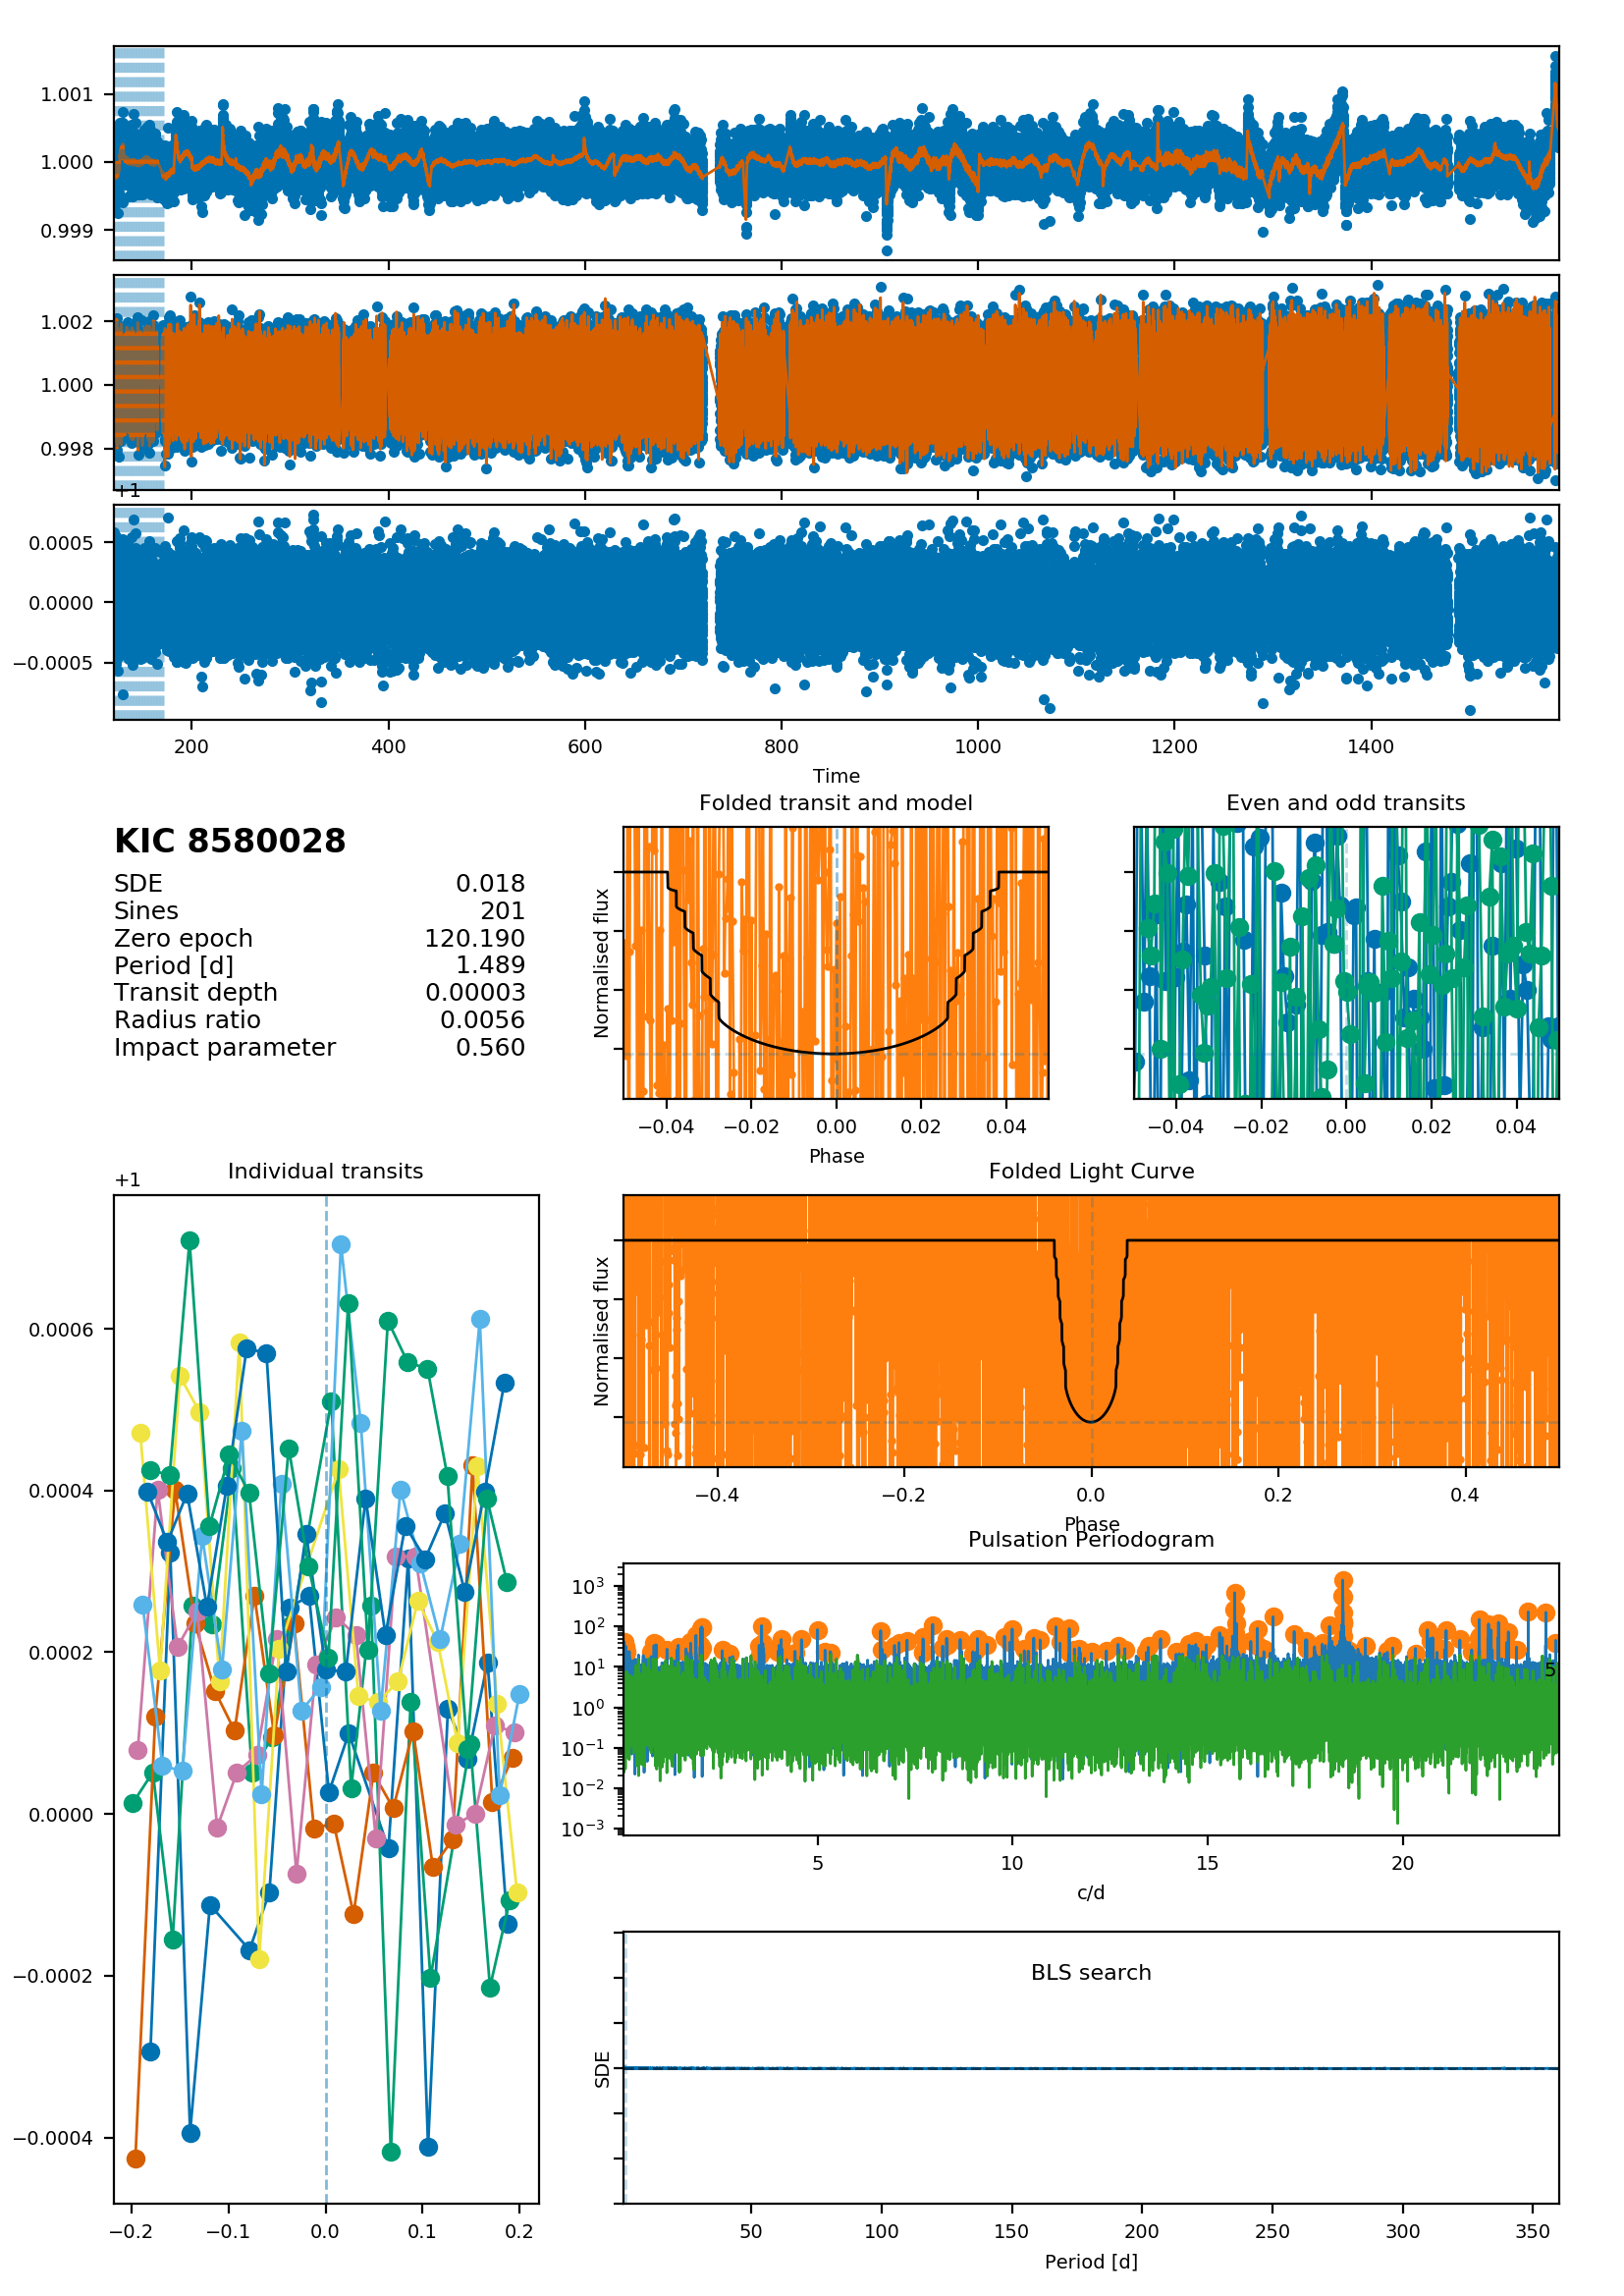 1.001
1.000
0.999
1.002
1.000
0.998
+1
0.0005
0.0000
−0.0005
200 400 600 800 1000 1200 1400
Time
KIC 8580028
SDE 0.018
Sines 201
Zero epoch 120.190
Period [d] 1.489
Transit depth 0.00003
Radius ratio 0.0056
Impact parameter 0.560
Folded transit and model
Normalised flux
−0.04 −0.02 0.00 0.02 0.04
Phase
Even and odd transits
−0.04 −0.02 0.00 0.02 0.04
Individual transits
+1
0.0006
0.0004
0.0002
0.0000
−0.0002
−0.0004
−0.2 −0.1 0.0 0.1 0.2
Folded Light Curve
Normalised flux
−0.4 −0.2 0.0 0.2 0.4
Phase
Pulsation Periodogram
10³
10²
10¹
10⁰
10⁻¹
10⁻²
10⁻³
5
5 10 15 20
c/d
BLS search
SDE
50 100 150 200 250 300 350
Period [d]